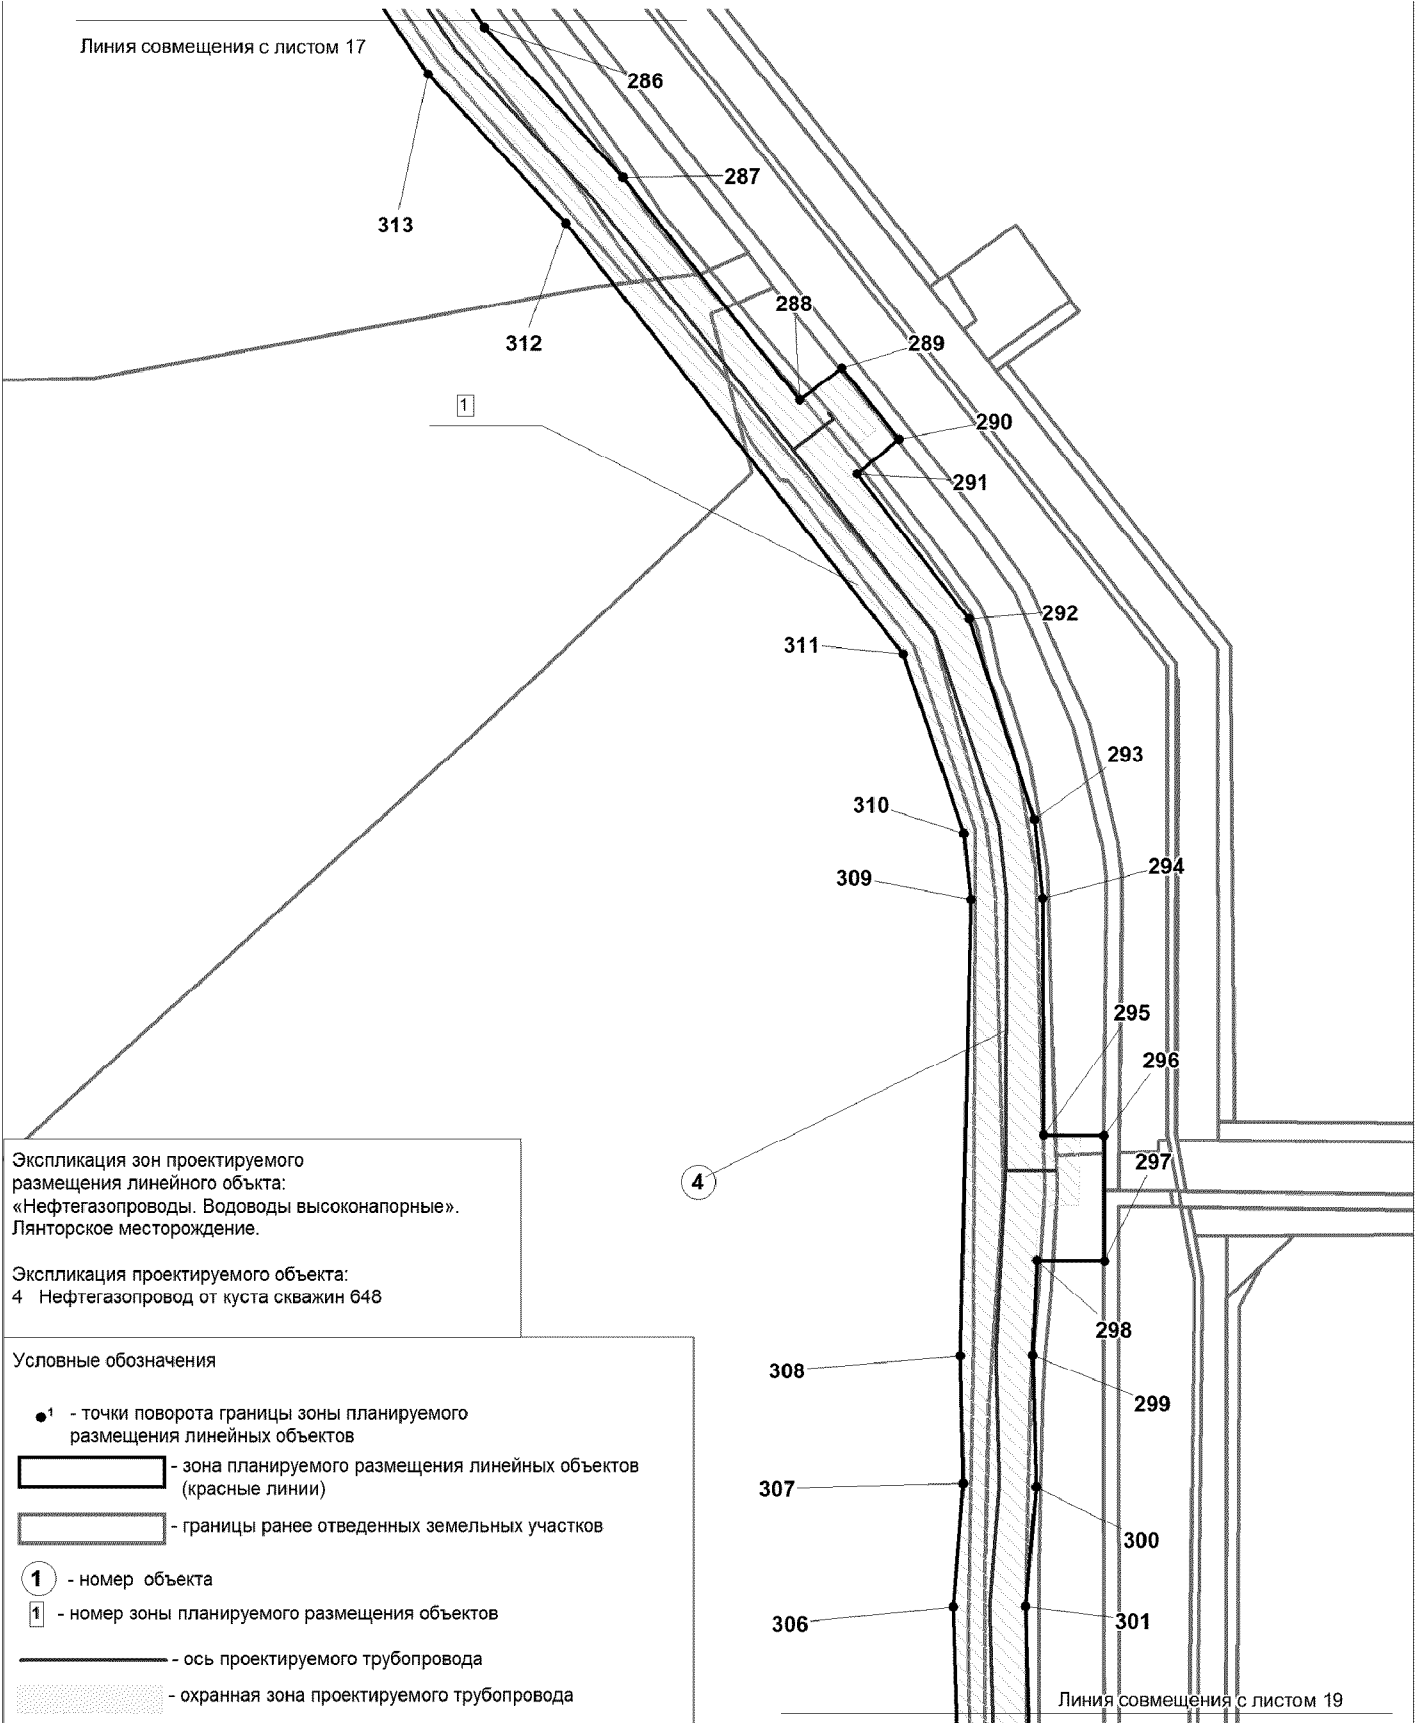 Линия совмещения с листом 17
286
287
313
288
312
289
1
290
291
292
311
293
310
294
309
295
296
297
4
298
308
299
307
300
306
301
Экспликация зон проектируемого
размещения линейного объкта:
«Нефтегазопроводы. Водоводы высоконапорные».
Лянторское месторождение.
Экспликация проектируемого объекта:
4 Нефтегазопровод от куста скважин 648
Условные обозначения
1 - точки поворота границы зоны планируемого
размещения линейных объектов
- зона планируемого размещения линейных объектов
(красные линии)
- границы ранее отведенных земельных участков
1 - номер объекта
1 - номер зоны планируемого размещения объектов
- ось проектируемого трубопровода
- охранная зона проектируемого трубопровода
Линия совмещения с листом 19